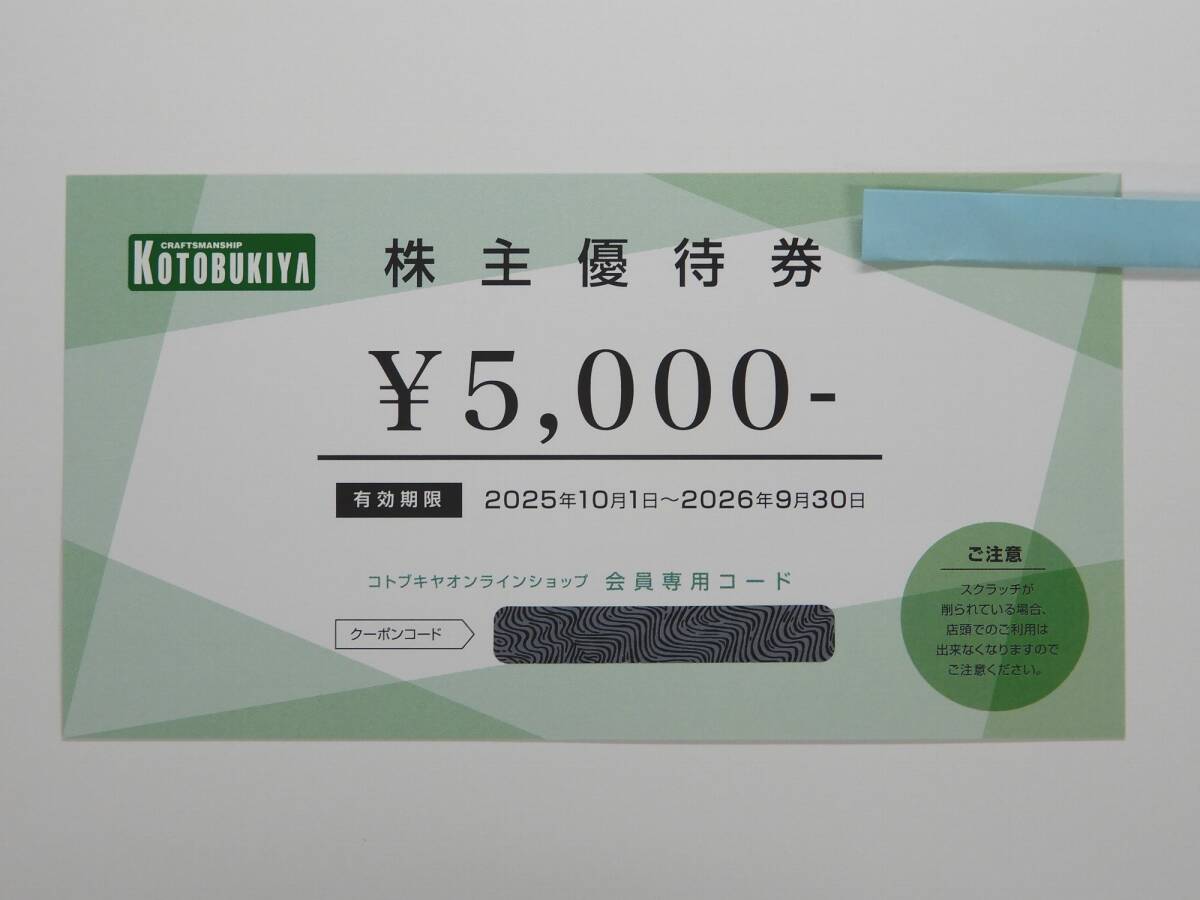 CRAFTSMANSHIP
KOTOBUKIYA
株主優待券
¥5,000-
有効期限 2025年10月1日～2026年9月30日
コトブキヤオンラインショップ 会員専用コード
クーポンコード
ご注意
スクラッチが
削られている場合、
店頭でのご利用は
出来なくなりますので
ご注意ください。